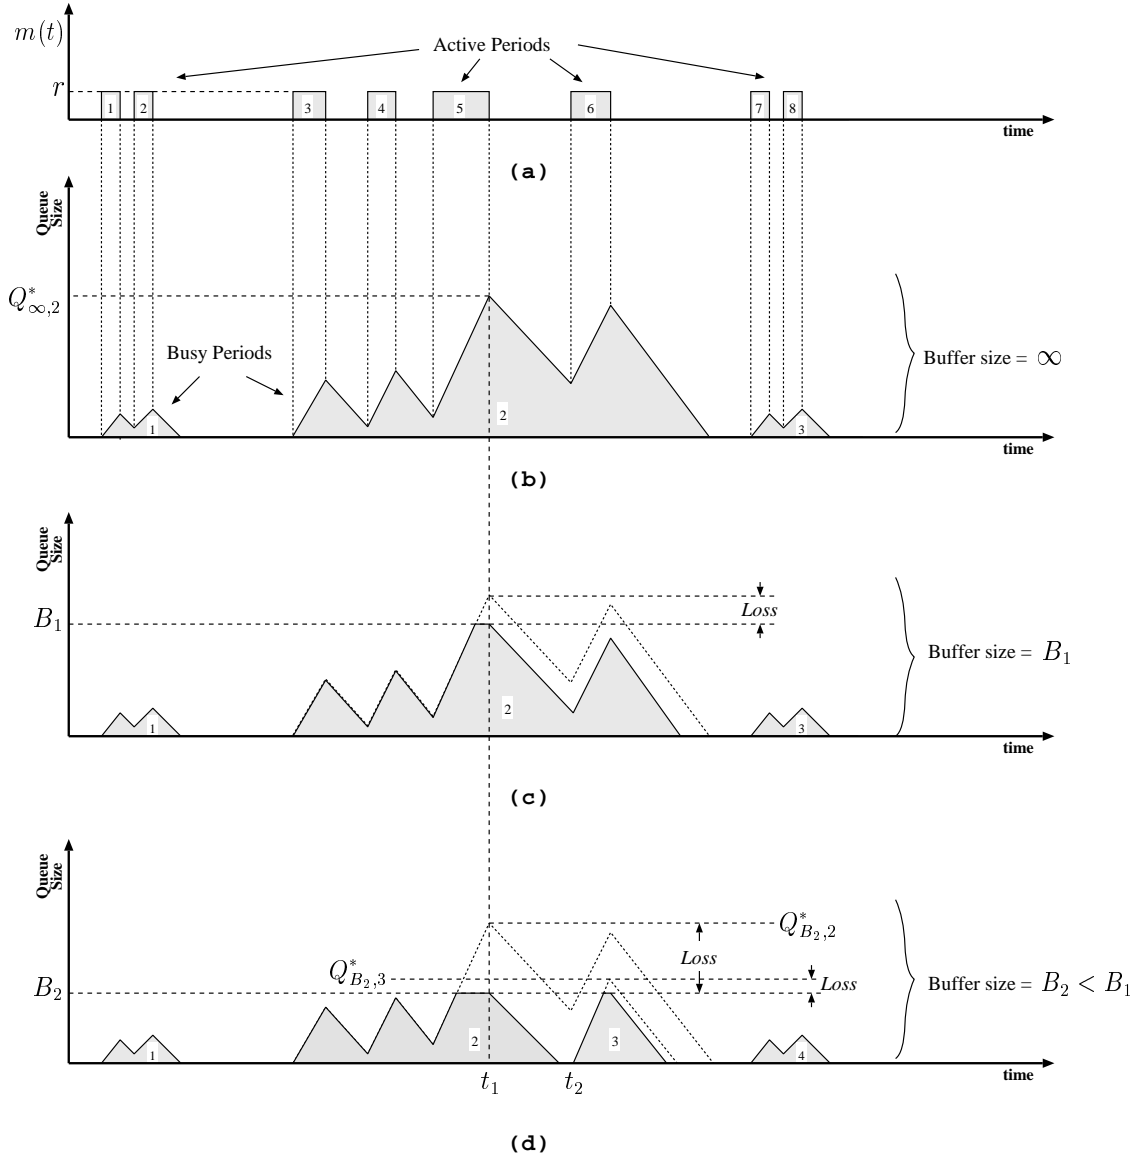 m(t)
Active Periods
r
1 2 3 4 5 6 7 8
time
(a)
Queue Size
Q*∞,2
Busy Periods
Buffer size = ∞
1 2 3
time
(b)
Queue Size
Loss
B1
Buffer size = B1
1 2 3
time
(c)
Queue Size
Q*B2,2
Loss
Q*B2,3
Loss
B2
Buffer size = B2 < B1
1 2 3 4
time
t1 t2
(d)